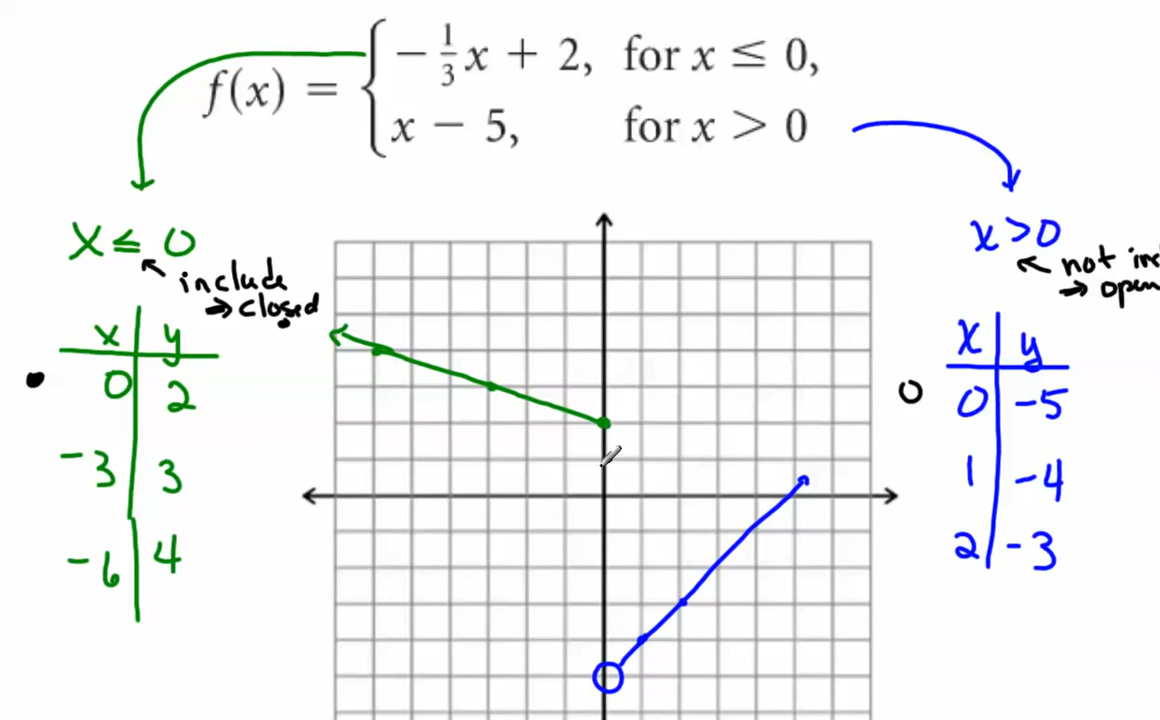 f(x) = { −1/3x + 2, for x ≤ 0,
x − 5, for x > 0
x ≤ 0
include
→ closed
x y
0 2
-3 3
-6 4
x > 0
not in
→ open
x y
0 -5
1 -4
2 -3